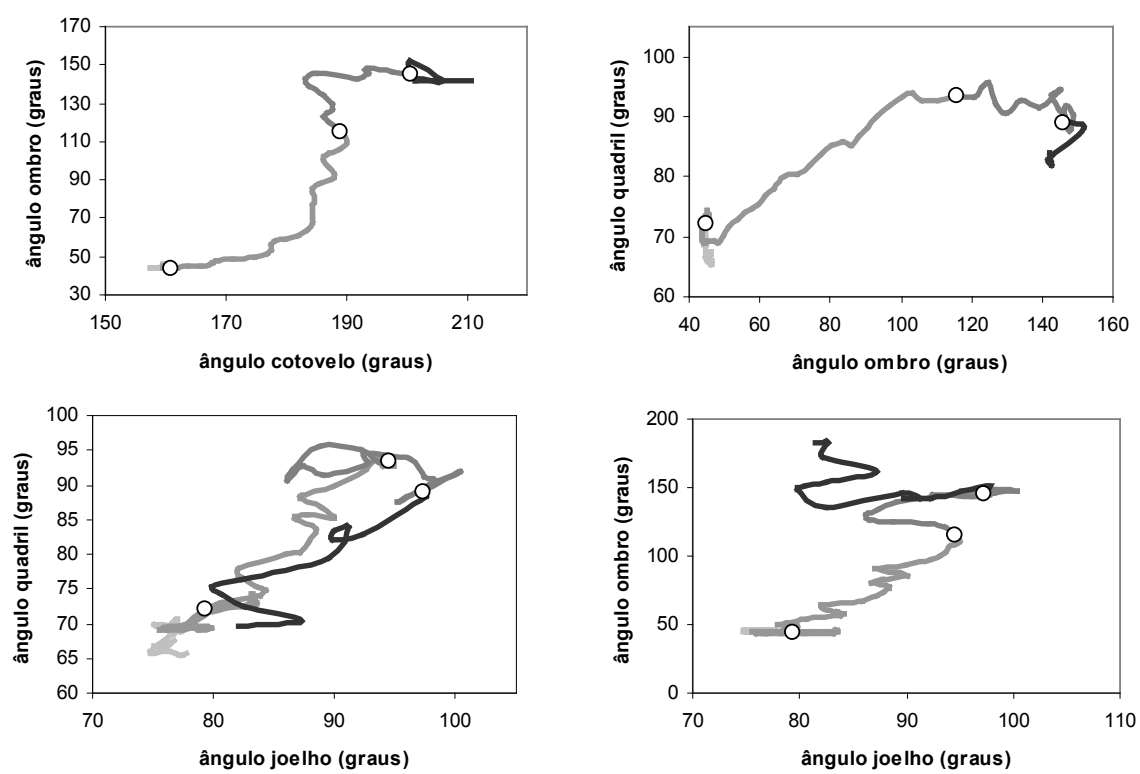 170
150
130
110
90
70
50
30
ângulo ombro (graus)
150 170 190 210
ângulo cotovelo (graus)
100
90
80
70
60
ângulo quadril (graus)
40 60 80 100 120 140 160
ângulo ombro (graus)
100
95
90
85
80
75
70
65
60
ângulo quadril (graus)
70 80 90 100
ângulo joelho (graus)
200
150
100
50
0
ângulo ombro (graus)
70 80 90 100 110
ângulo joelho (graus)